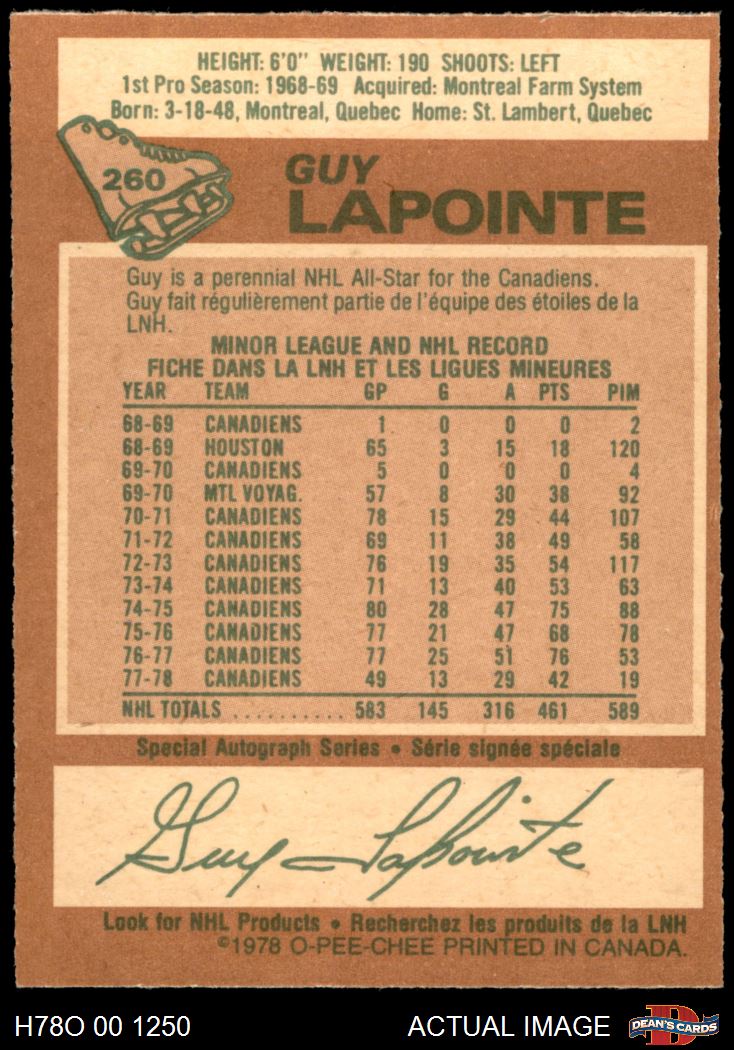 HEIGHT: 6'0" WEIGHT: 190 SHOOTS: LEFT
1st Pro Season: 1968-69 Acquired: Montreal Farm System
Born: 3-18-48, Montreal, Quebec Home: St. Lambert, Quebec
260
GUY
LAPOINTE
Guy is a perennial NHL All-Star for the Canadiens.
Guy fait régulièrement partie de l'équipe des étoiles de la
LNH.
MINOR LEAGUE AND NHL RECORD
FICHE DANS LA LNH ET LES LIGUES MINEURES
YEAR TEAM GP G A PTS PIM
68-69 CANADIENS 1 0 0 0 2
68-69 HOUSTON 65 3 15 18 120
69-70 CANADIENS 5 0 0 0 4
69-70 MTL VOYAG. 57 8 30 38 92
70-71 CANADIENS 78 15 29 44 107
71-72 CANADIENS 69 11 38 49 58
72-73 CANADIENS 76 19 35 54 117
73-74 CANADIENS 71 13 40 53 63
74-75 CANADIENS 80 28 47 75 88
75-76 CANADIENS 77 21 47 68 78
76-77 CANADIENS 77 25 51 76 53
77-78 CANADIENS 49 13 29 42 19
NHL TOTALS .......... 583 145 316 461 589
Special Autograph Series • Série signée spéciale
Guy Lapointe
Look for NHL Products • Recherchez les produits de la LNH
©1978 O-PEE-CHEE PRINTED IN CANADA.
H78O 00 1250 ACTUAL IMAGE DEAN'S CARDS